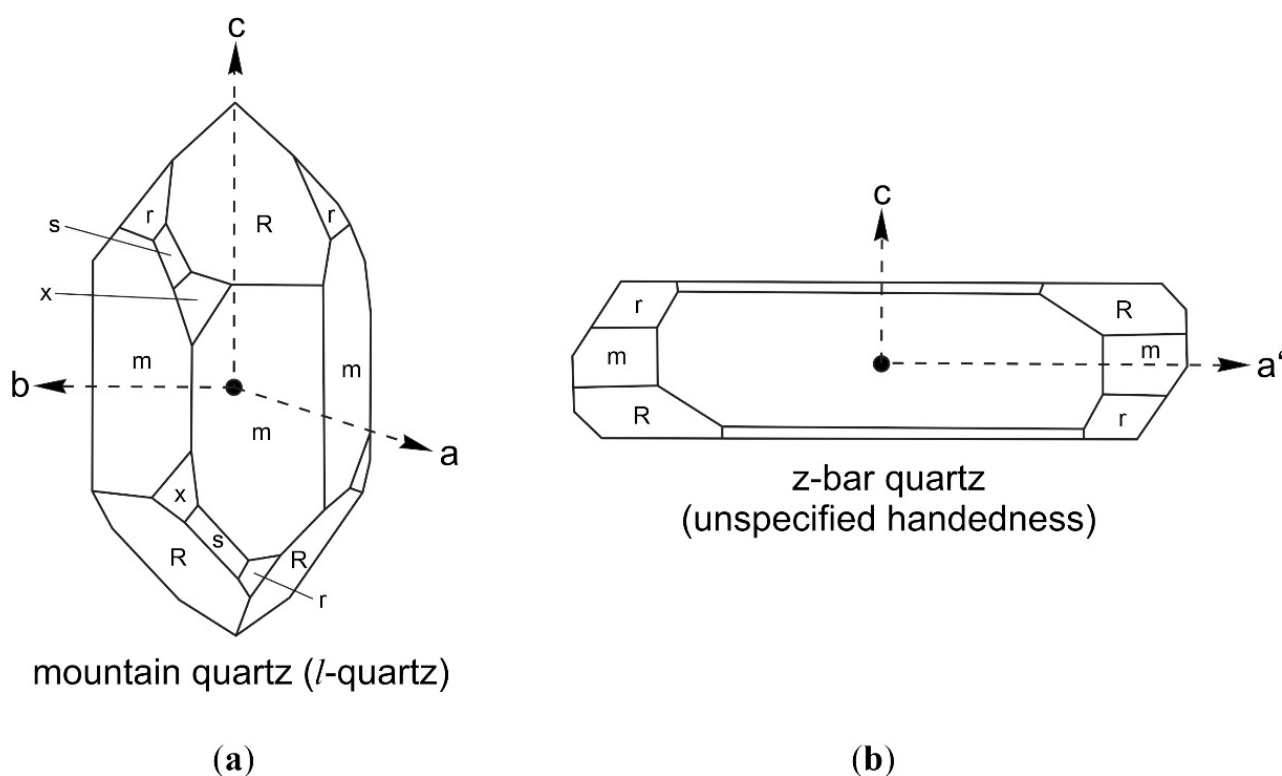 c
r
r
R
s
x
m
m
b
m
a
x
s
R
R
r
mountain quartz (l-quartz)
(a)
c
r
R
m
m
a‘
R
r
z-bar quartz
(unspecified handedness)
(b)